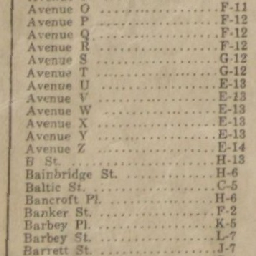 Avenue O ................ F-11
Avenue P ................ F-12
Avenue Q ................ F-12
Avenue R ................ F-12
Avenue S ................ G-12
Avenue T ................ G-12
Avenue U ................ E-13
Avenue V ................ E-13
Avenue W ................ E-13
Avenue X ................ E-13
Avenue Y ................ E-13
Avenue Z ................ E-14
B St. ................ H-13
Bainbridge St. ................ H-6
Baltic St. ................ C-5
Bancroft Pl. ................ H-6
Banker St. ................ F-2
Barbey Pl. ................ K-5
Barbey St. ................ L-7
Barrett St. ................ J-7